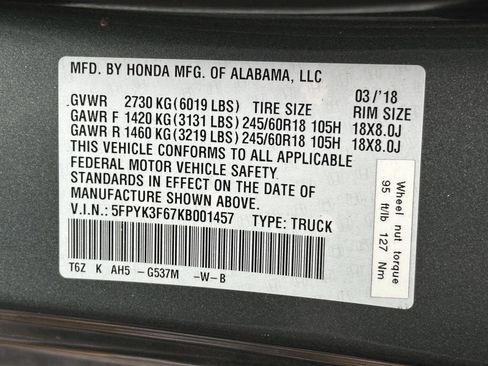 MFD. BY HONDA MFG. OF ALABAMA, LLC
03/'18
GVWR 2730 KG(6019 LBS) TIRE SIZE RIM SIZE
GAWR F 1420 KG(3131 LBS) 245/60R18 105H 18X8.0J
GAWR R 1460 KG(3219 LBS) 245/60R18 105H 18X8.0J
THIS VEHICLE CONFORMS TO ALL APPLICABLE
FEDERAL MOTOR VEHICLE SAFETY
STANDARDS IN EFFECT ON THE DATE OF
MANUFACTURE SHOWN ABOVE.
V.I.N.: 5FPYK3F67KB001457 TYPE: TRUCK
T6Z K AH5 - G537M -W-B
Wheel nut torque
95 ft/lb 127 Nm